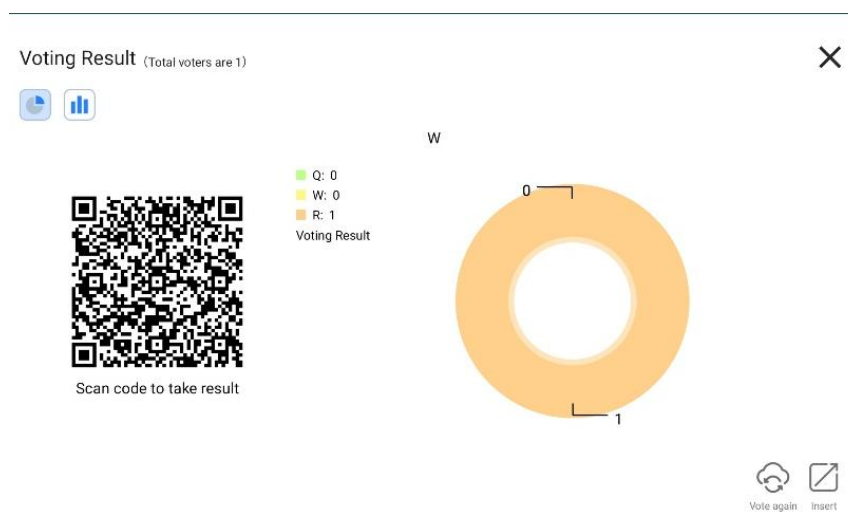 Voting Result (Total voters are 1)
W
Q: 0
W: 0
R: 1
Voting Result
0
1
Scan code to take result
Vote again
Insert